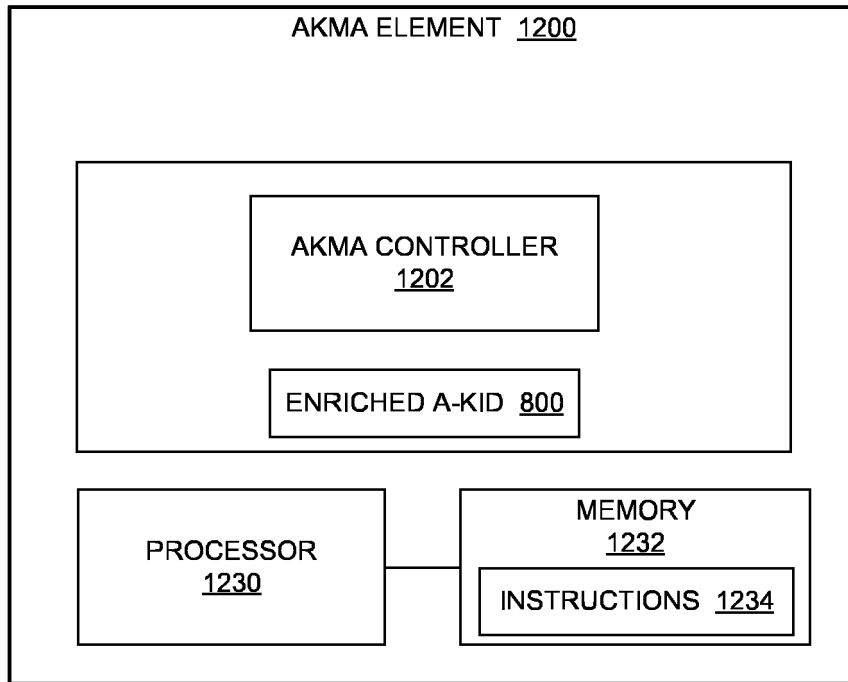 AKMA ELEMENT 1200
AKMA CONTROLLER
1202
ENRICHED A-KID 800
PROCESSOR
1230
MEMORY
1232
INSTRUCTIONS 1234